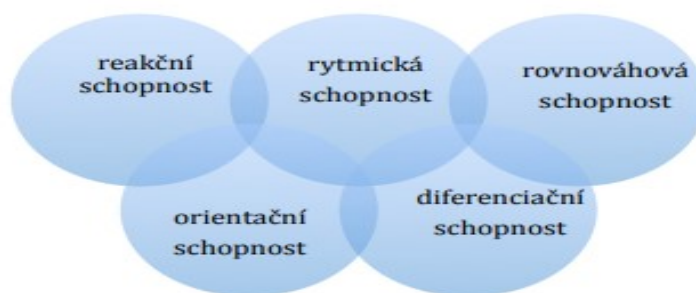 reakční
schopnost
rytmická
schopnost
rovnováhová
schopnost
orientační
schopnost
diferenciační
schopnost